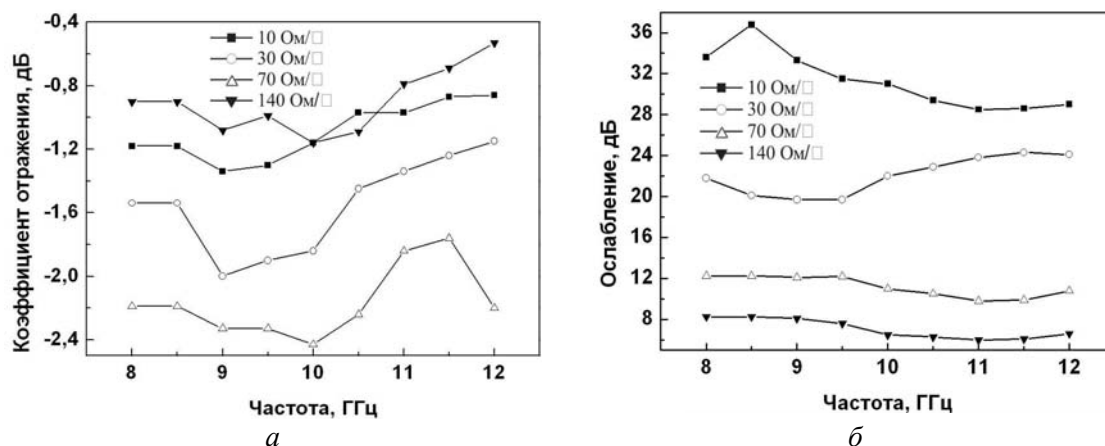 -0,4
-0,8
-1,2
-1,6
-2,0
-2,4
Коэффициент отражения, дБ
10 Ом/□
30 Ом/□
70 Ом/□
140 Ом/□
8 9 10 11 12
Частота, ГГц
а
36
32
28
24
20
16
12
8
Ослабление, дБ
10 Ом/□
30 Ом/□
70 Ом/□
140 Ом/□
8 9 10 11 12
Частота, ГГц
б